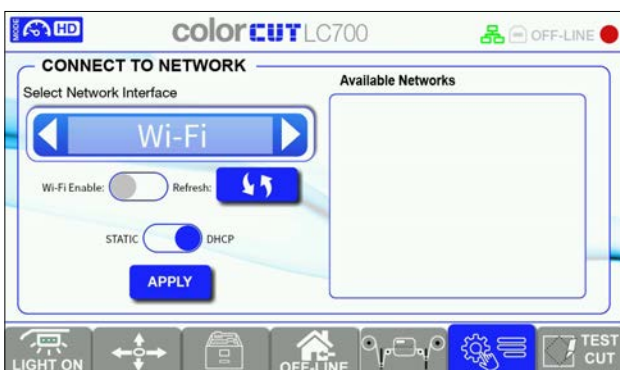 MODE HD colorCUT LC700 OFF-LINE
CONNECT TO NETWORK
Available Networks
Select Network Interface
Wi-Fi
Wi-Fi Enable: Refresh:
STATIC DHCP
APPLY
LIGHT ON OFF-LINE TEST
CUT